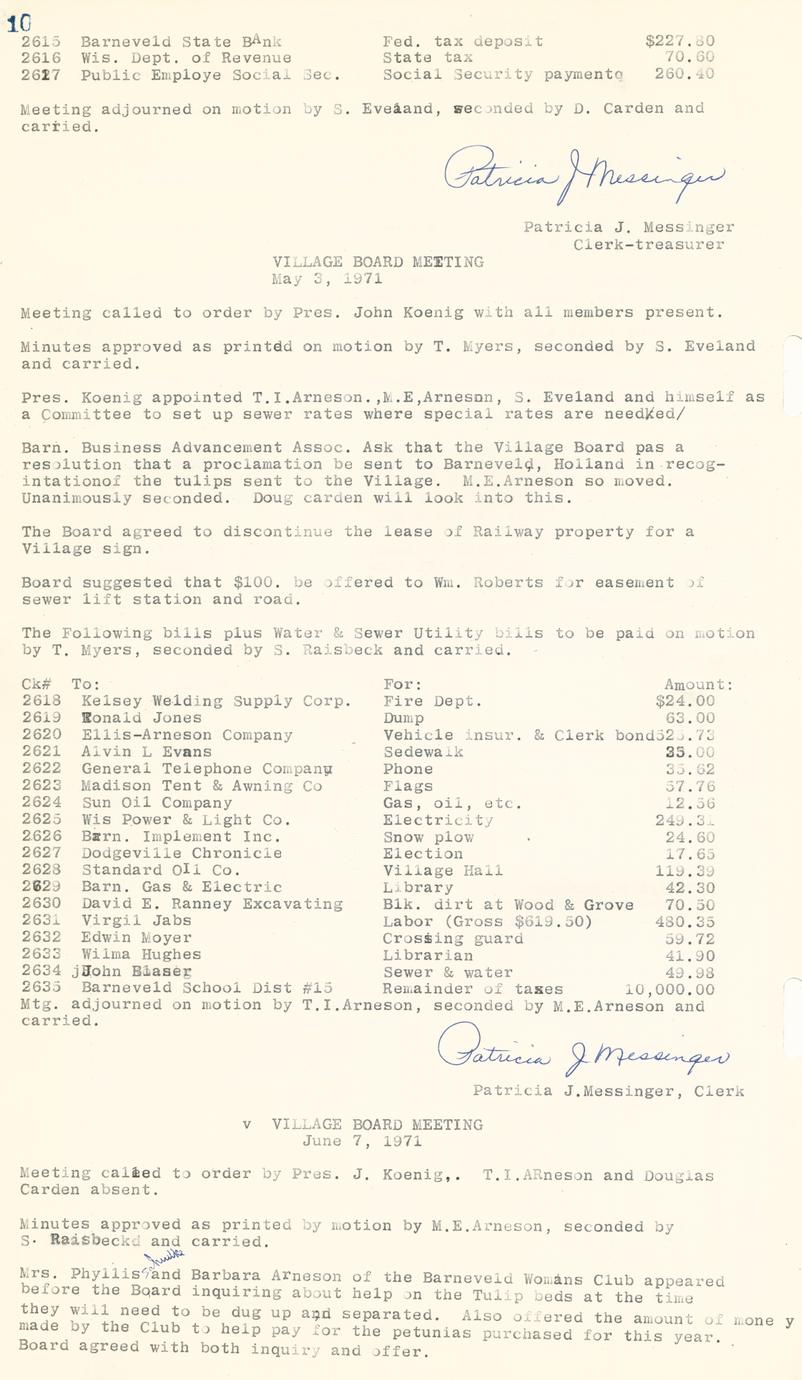 10
2615 Barneveld State BAnk Fed. tax deposit $227.80
2616 Wis. Dept. of Revenue State tax 70.60
2617 Public Employe Social Sec. Social Security payments 260.40
Meeting adjourned on motion by S. Eveland, seconded by D. Carden and
carried.
Patricia J Messinger
Patricia J. Messinger
Clerk-treasurer
VILLAGE BOARD MEETING
May 3, 1971
Meeting called to order by Pres. John Koenig with all members present.
Minutes approved as printed on motion by T. Myers, seconded by S. Eveland
and carried.
Pres. Koenig appointed T.I.Arneson.,M.E,Arneson, S. Eveland and himself as
a Committee to set up sewer rates where special rates are needed/
Barn. Business Advancement Assoc. Ask that the Village Board pas a
resolution that a proclamation be sent to Barneveld, Holland in recog-
intationof the tulips sent to the Village. M.E.Arneson so moved.
Unanimously seconded. Doug carden will look into this.
The Board agreed to discontinue the lease of Railway property for a
Village sign.
Board suggested that $100. be offered to Wm. Roberts for easement of
sewer lift station and road.
The Following bills plus Water & Sewer Utility bills to be paid on motion
by T. Myers, seconded by S. Raisbeck and carried.
Ck# To: For: Amount:
2618 Kelsey Welding Supply Corp. Fire Dept. $24.00
2619 Ronald Jones Dump 63.00
2620 Ellis-Arneson Company Vehicle insur. & Clerk bond
2621 Alvin L Evans Sedewalk 35.00
2622 General Telephone Company Phone 35.62
2623 Madison Tent & Awning Co Flags 57.76
2624 Sun Oil Company Gas, oil, etc. 12.56
2625 Wis Power & Light Co. Electricity
2626 Barn. Implement Inc. Snow plow 24.60
2627 Dodgeville Chronicle Election 17.65
2628 Standard OIl Co. Village Hall 119.39
2629 Barn. Gas & Electric Library 42.30
2630 David E. Ranney Excavating Blk. dirt at Wood & Grove 70.50
2631 Virgil Jabs Labor (Gross $619.50) 480.35
2632 Edwin Moyer Crossing guard 59.72
2633 Wilma Hughes Librarian 41.90
2634 John Blaser Sewer & water 49.98
2635 Barneveld School Dist #15 Remainder of taxes 10,000.00
Mtg. adjourned on motion by T.I.Arneson, seconded by M.E.Arneson and
carried.
Patricia J Messinger
Patricia J.Messinger, Clerk
v VILLAGE BOARD MEETING
June 7, 1971
Meeting called to order by Pres. J. Koenig,. T.I.ARneson and Douglas
Carden absent.
Minutes approved as printed by motion by M.E.Arneson, seconded by
S. Raisbeckd and carried.
Mrs. Phyllis and Barbara Arneson of the Barneveld Womans Club appeared
before the Board inquiring about help on the Tulip beds at the time
they will need to be dug up and separated. Also offered the amount of mone y
made by the Club to help pay for the petunias purchased for this year.
Board agreed with both inquiry and offer.